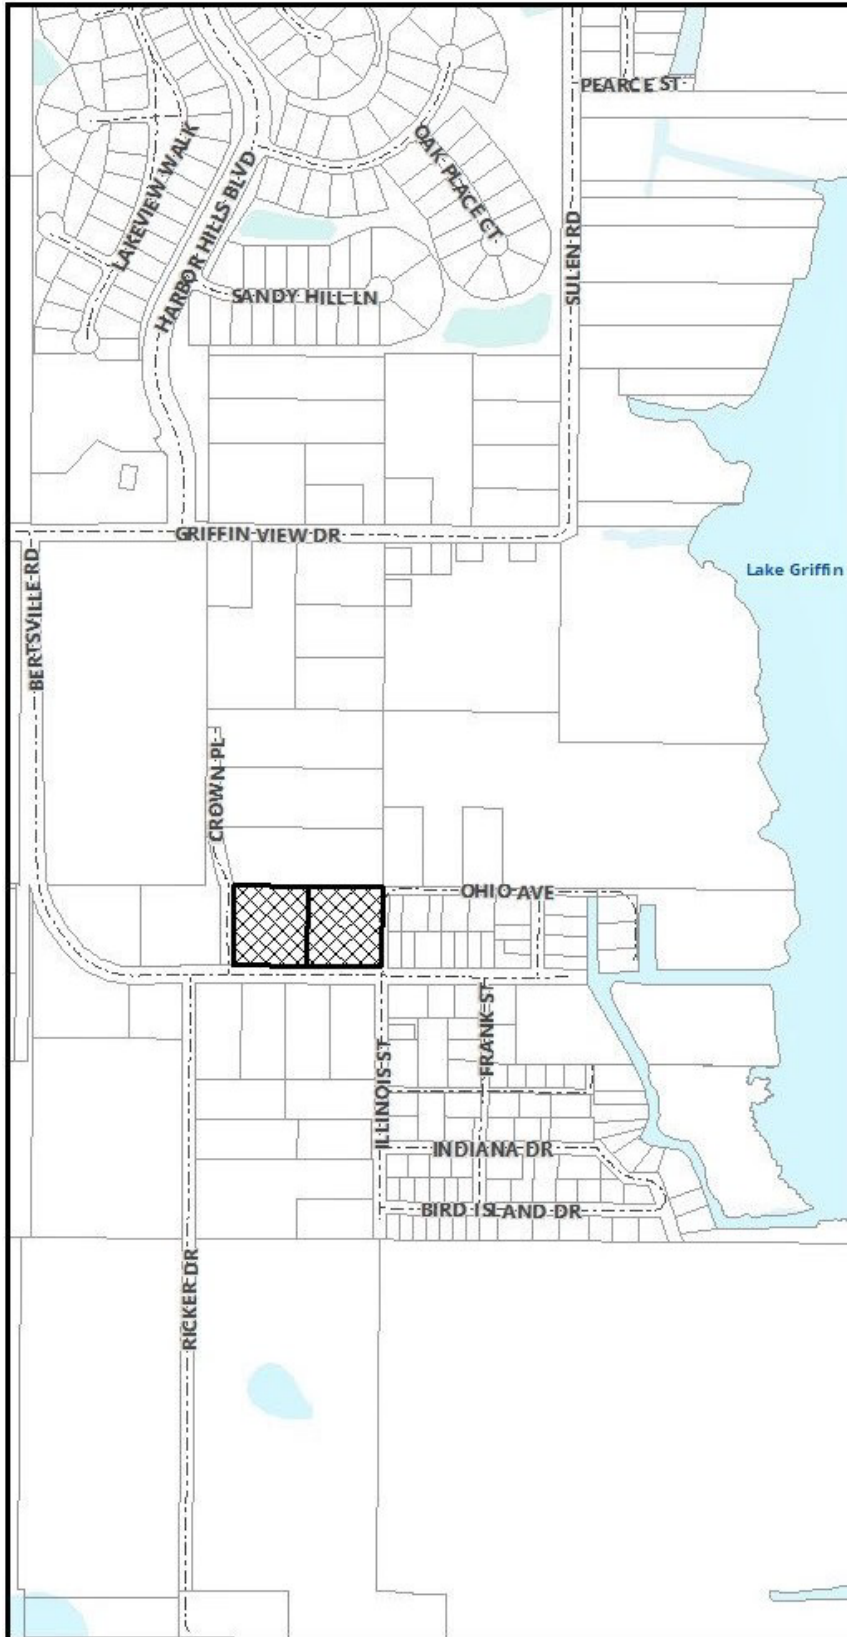 PEARCE ST
OAK PLACE CT
LAKEVIEW WALK
HARBOR HILLS BLVD
SULEN RD
SANDY HILL LN
GRIFFIN VIEW DR
Lake Griffin
BERTSVILLE RD
CROWN PL
OHIO AVE
FRANK ST
ILLINOIS ST
INDIANA DR
BIRD ISLAND DR
RICKER DR